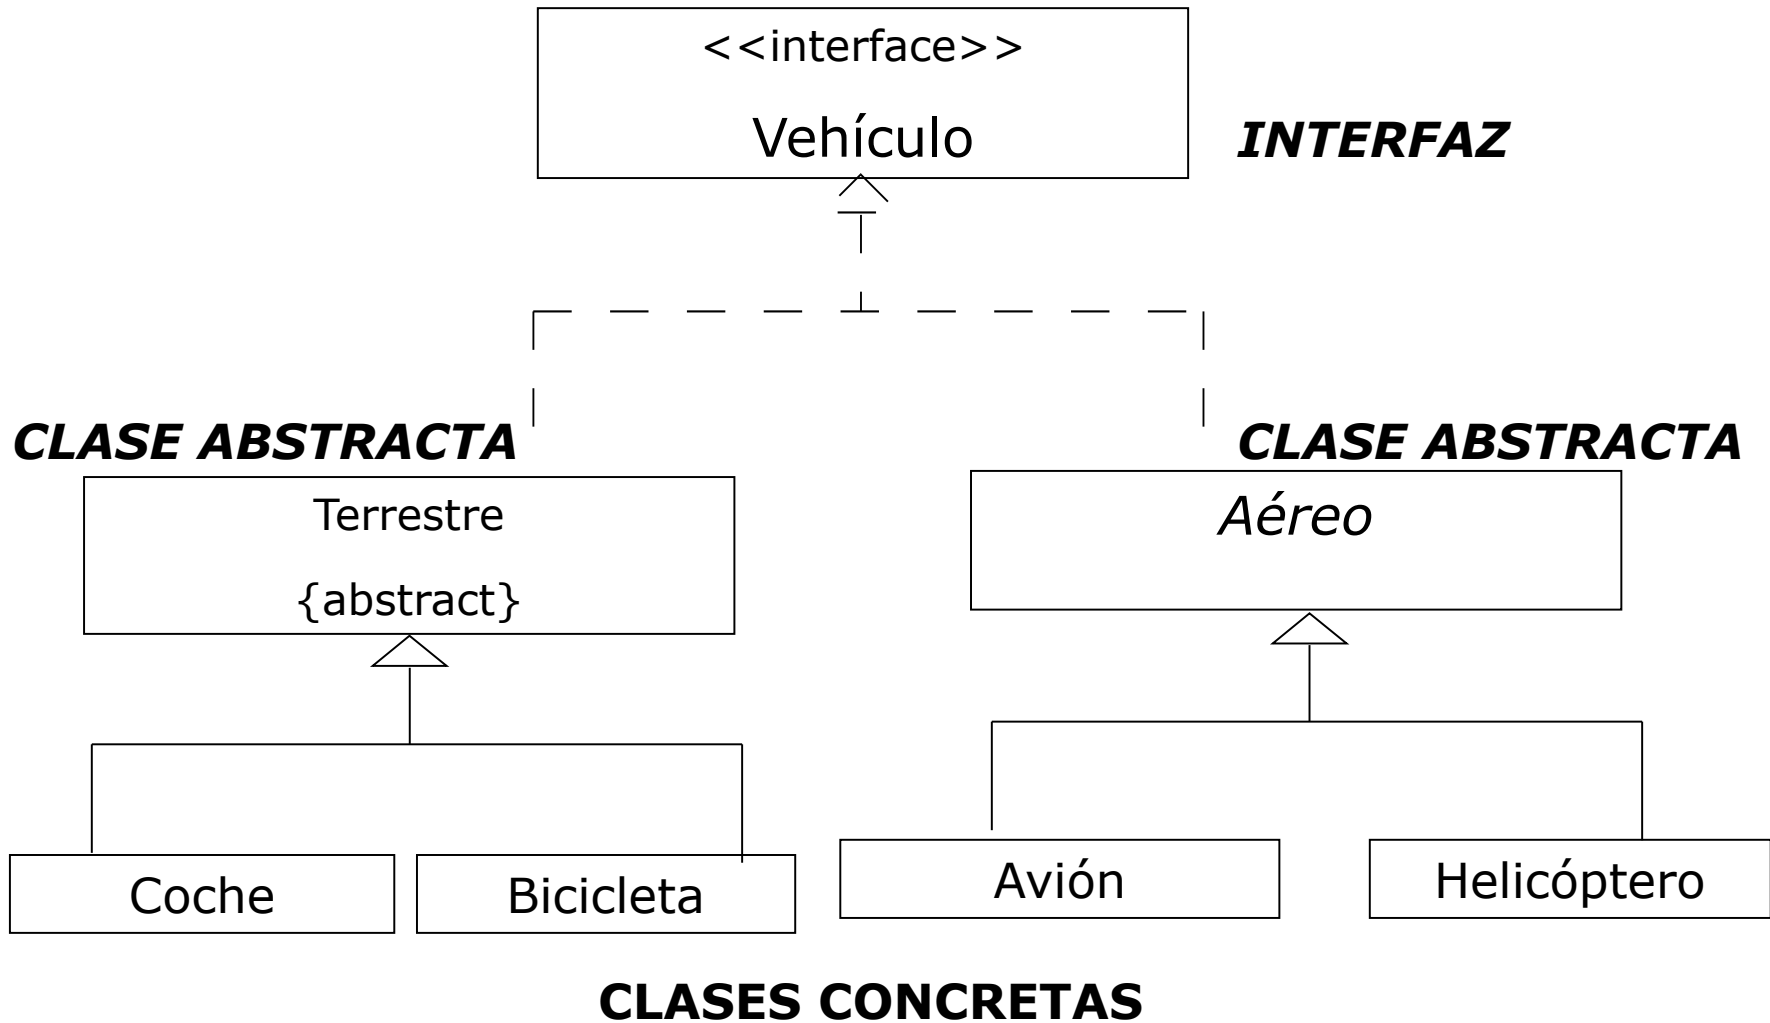 <<interface>>
Vehículo
INTERFAZ
CLASE ABSTRACTA
CLASE ABSTRACTA
Terrestre
{abstract}
Aéreo
Coche
Bicicleta
Avión
Helicóptero
CLASES CONCRETAS